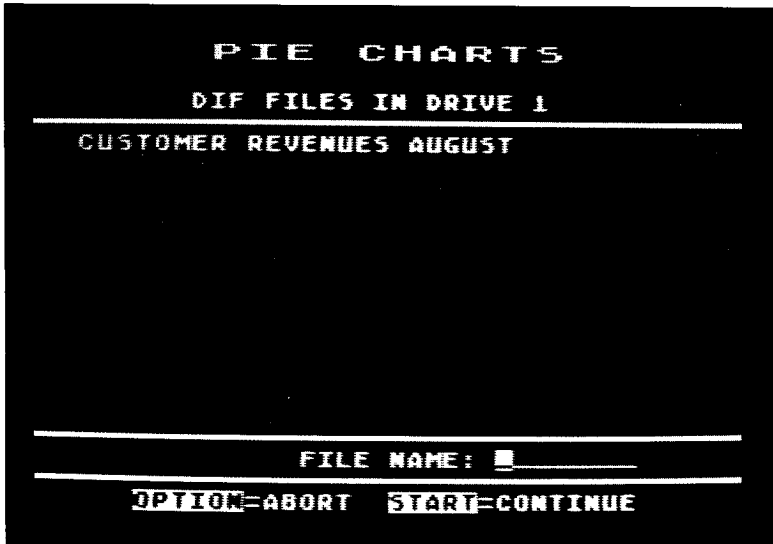 PIE CHARTS
DIF FILES IN DRIVE 1
CUSTOMER REVENUES AUGUST
FILE NAME:
OPTION=ABORT START=CONTINUE